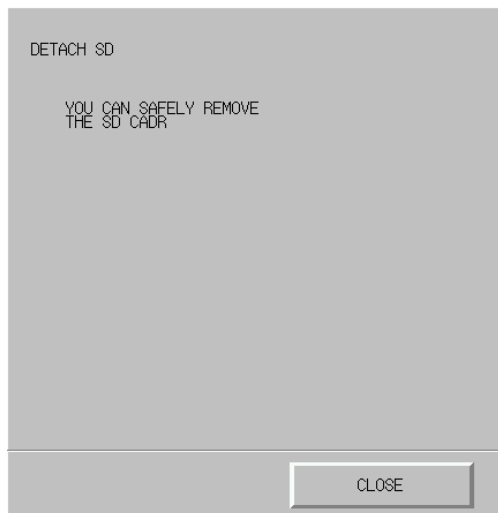 DETACH SD
YOU CAN SAFELY REMOVE
THE SD CADR
CLOSE